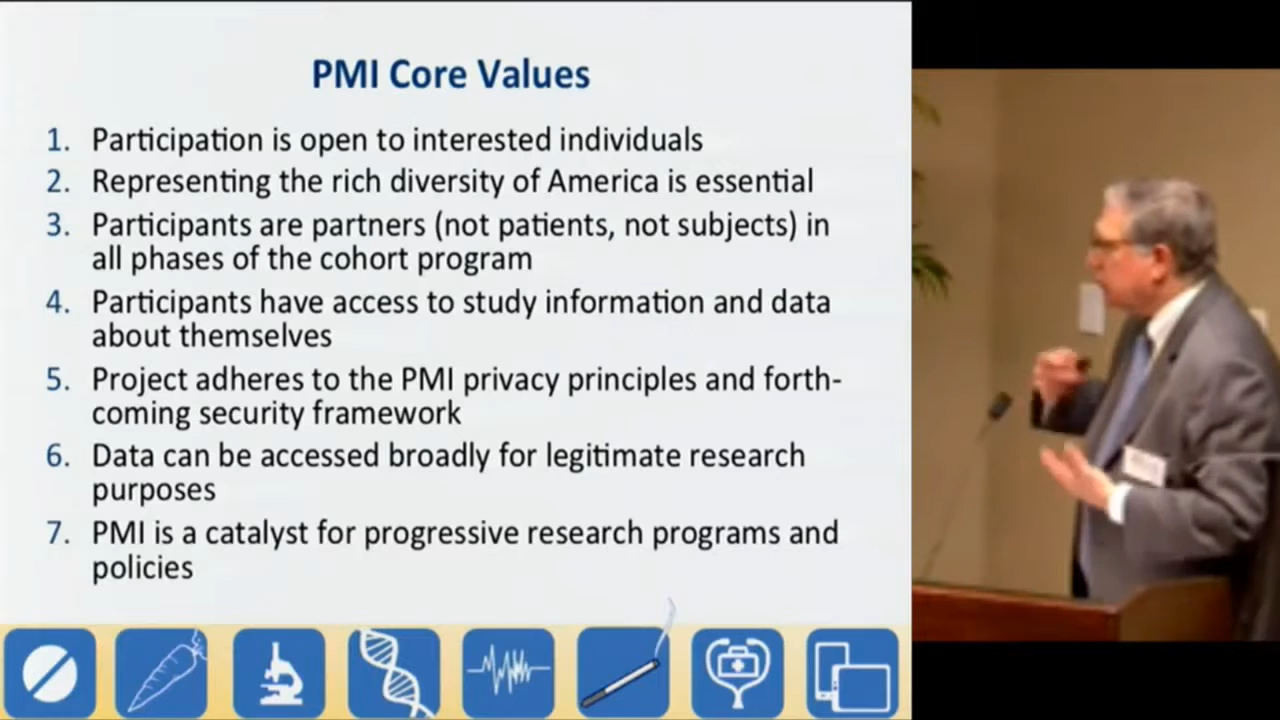 PMI Core Values
1. Participation is open to interested individuals
2. Representing the rich diversity of America is essential
3. Participants are partners (not patients, not subjects) in
all phases of the cohort program
4. Participants have access to study information and data
about themselves
5. Project adheres to the PMI privacy principles and forth-
coming security framework
6. Data can be accessed broadly for legitimate research
purposes
7. PMI is a catalyst for progressive research programs and
policies